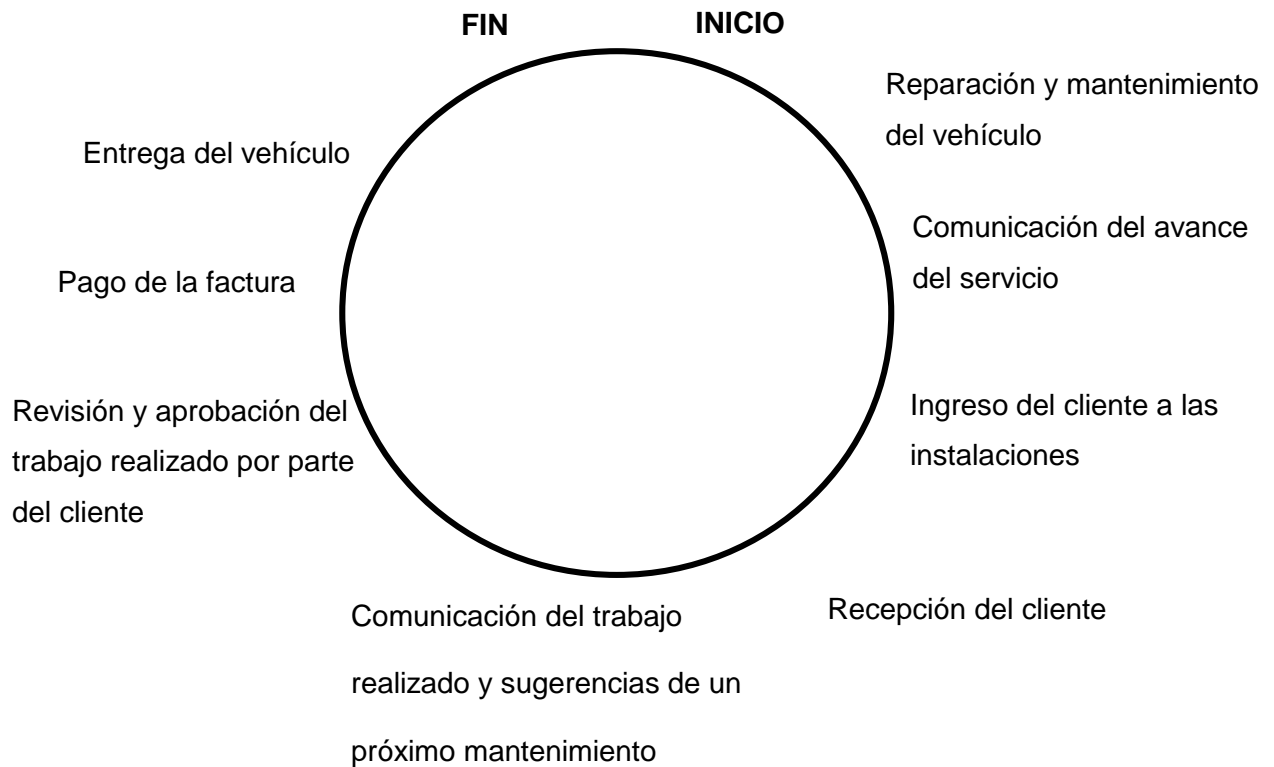 FIN
INICIO
Reparación y mantenimiento
del vehículo
Comunicación del avance
del servicio
Ingreso del cliente a las
instalaciones
Recepción del cliente
Comunicación del trabajo
realizado y sugerencias de un
próximo mantenimiento
Revisión y aprobación del
trabajo realizado por parte
del cliente
Pago de la factura
Entrega del vehículo